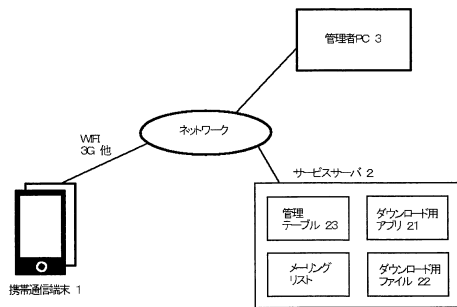 管理者PC 3
ネットワーク
WIFI
3G 他
サービスサーバ 2
管理
テーブル 23
ダウンロード用
アプリ 21
メーリング
リスト
ダウンロード用
ファイル 22
携帯通信端末 1